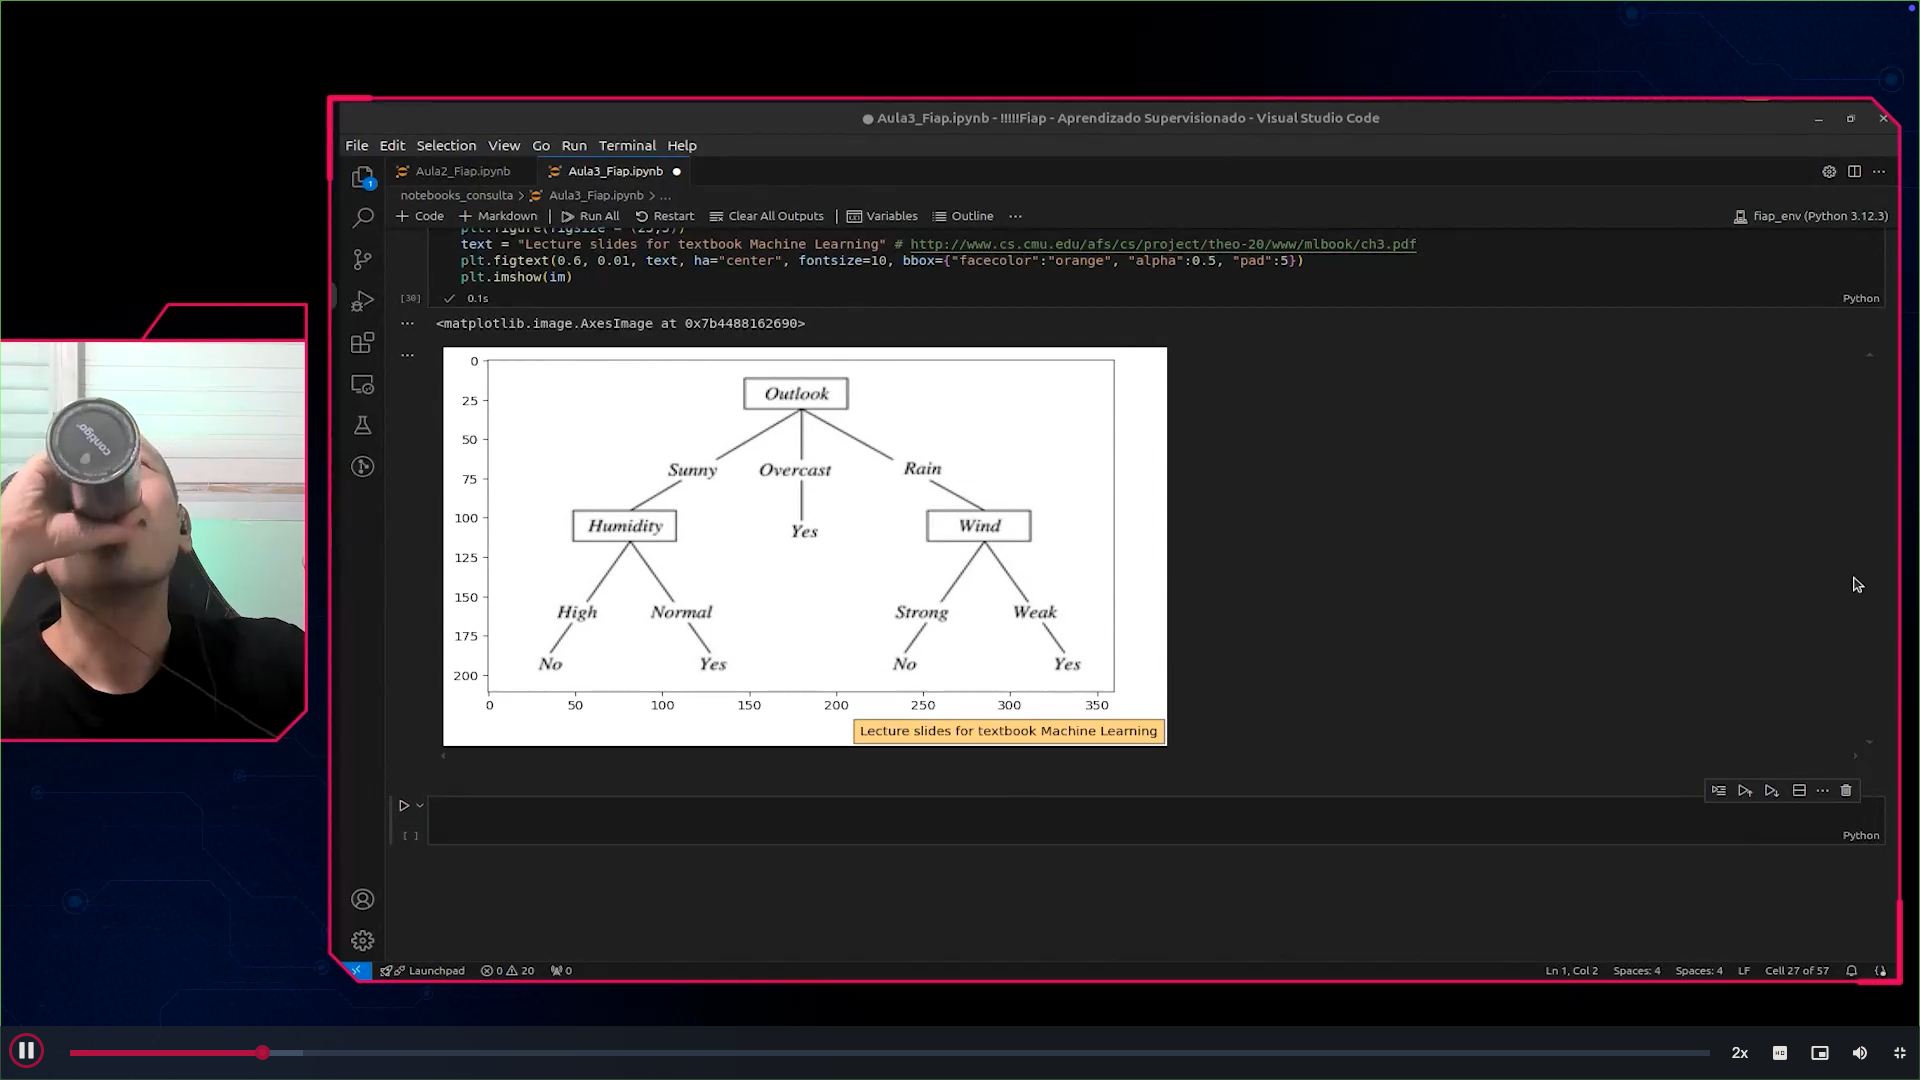 Aula3_Fiap.ipynb - !!!!!Fiap - Aprendizado Supervisionado - Visual Studio Code
File Edit Selection View Go Run Terminal Help
Aula2_Fiap.ipynb Aula3_Fiap.ipynb
notebooks_consulta > Aula3_Fiap.ipynb > ...
+ Code + Markdown Run All Restart Clear All Outputs Variables Outline ... fiap_env (Python 3.12.3)
plt.figure(figsize = (25,5))
text = "Lecture slides for textbook Machine Learning" # http://www.cs.cmu.edu/afs/cs/project/theo-20/www/mlbook/ch3.pdf
plt.figtext(0.6, 0.01, text, ha="center", fontsize=10, bbox={"facecolor":"orange", "alpha":0.5, "pad":5})
plt.imshow(im)
[30] 0.1s Python
<matplotlib.image.AxesImage at 0x7b4488162690>
0
25
50
75
100
125
150
175
200
Outlook
Sunny Overcast Rain
Humidity Yes Wind
High Normal Strong Weak
No Yes No Yes
0 50 100 150 200 250 300 350
Lecture slides for textbook Machine Learning
[ ] Python
Launchpad 0 20 0 Ln 1, Col 2 Spaces: 4 Spaces: 4 LF Cell 27 of 57
contigo
1
2x
HD